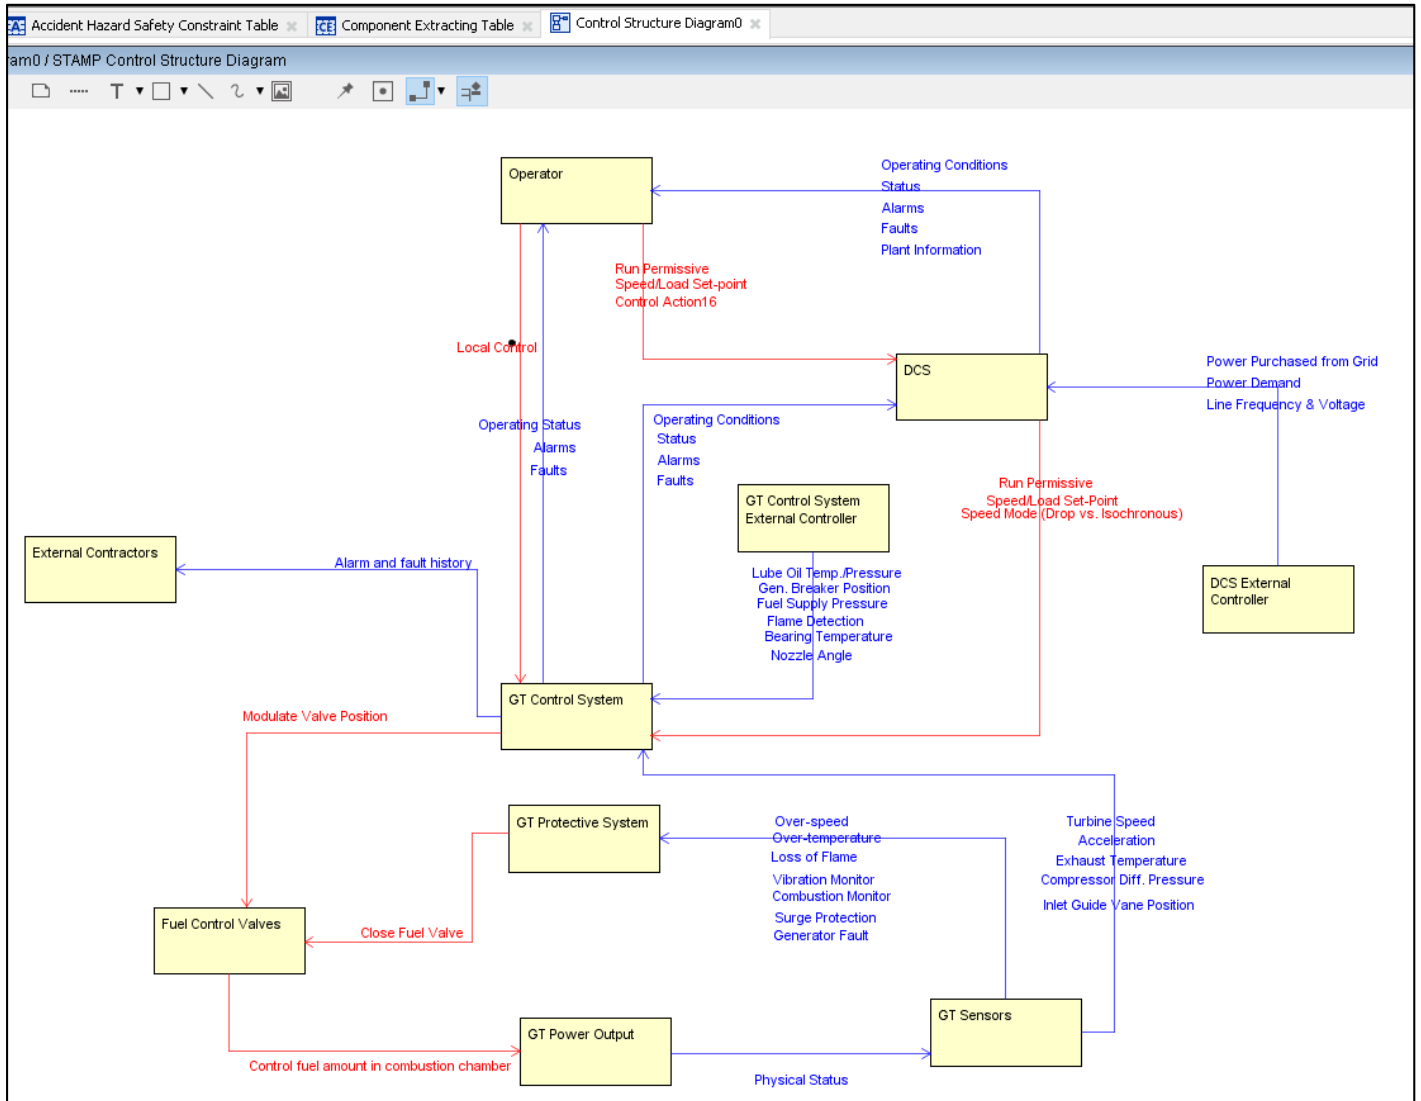 Accident Hazard Safety Constraint Table
CE Component Extracting Table
Control Structure Diagram0
ram0 / STAMP Control Structure Diagram
T
Operator
Operating Conditions
Status
Alarms
Faults
Plant Information
Run Permissive
Speed/Load Set-point
Control Action16
Local Control
DCS
Power Purchased from Grid
Power Demand
Line Frequency & Voltage
Operating Status
Alarms
Faults
Operating Conditions
Status
Alarms
Faults
Run Permissive
Speed/Load Set-Point
Speed Mode (Drop vs. Isochronous)
GT Control System
External Controller
External Contractors
Alarm and fault history
Lube Oil Temp./Pressure
Gen. Breaker Position
Fuel Supply Pressure
Flame Detection
Bearing Temperature
Nozzle Angle
DCS External
Controller
GT Control System
Modulate Valve Position
GT Protective System
Over-speed
Over-temperature
Loss of Flame
Vibration Monitor
Combustion Monitor
Surge Protection
Generator Fault
Turbine Speed
Acceleration
Exhaust Temperature
Compressor Diff. Pressure
Inlet Guide Vane Position
Fuel Control Valves
Close Fuel Valve
GT Sensors
GT Power Output
Control fuel amount in combustion chamber
Physical Status